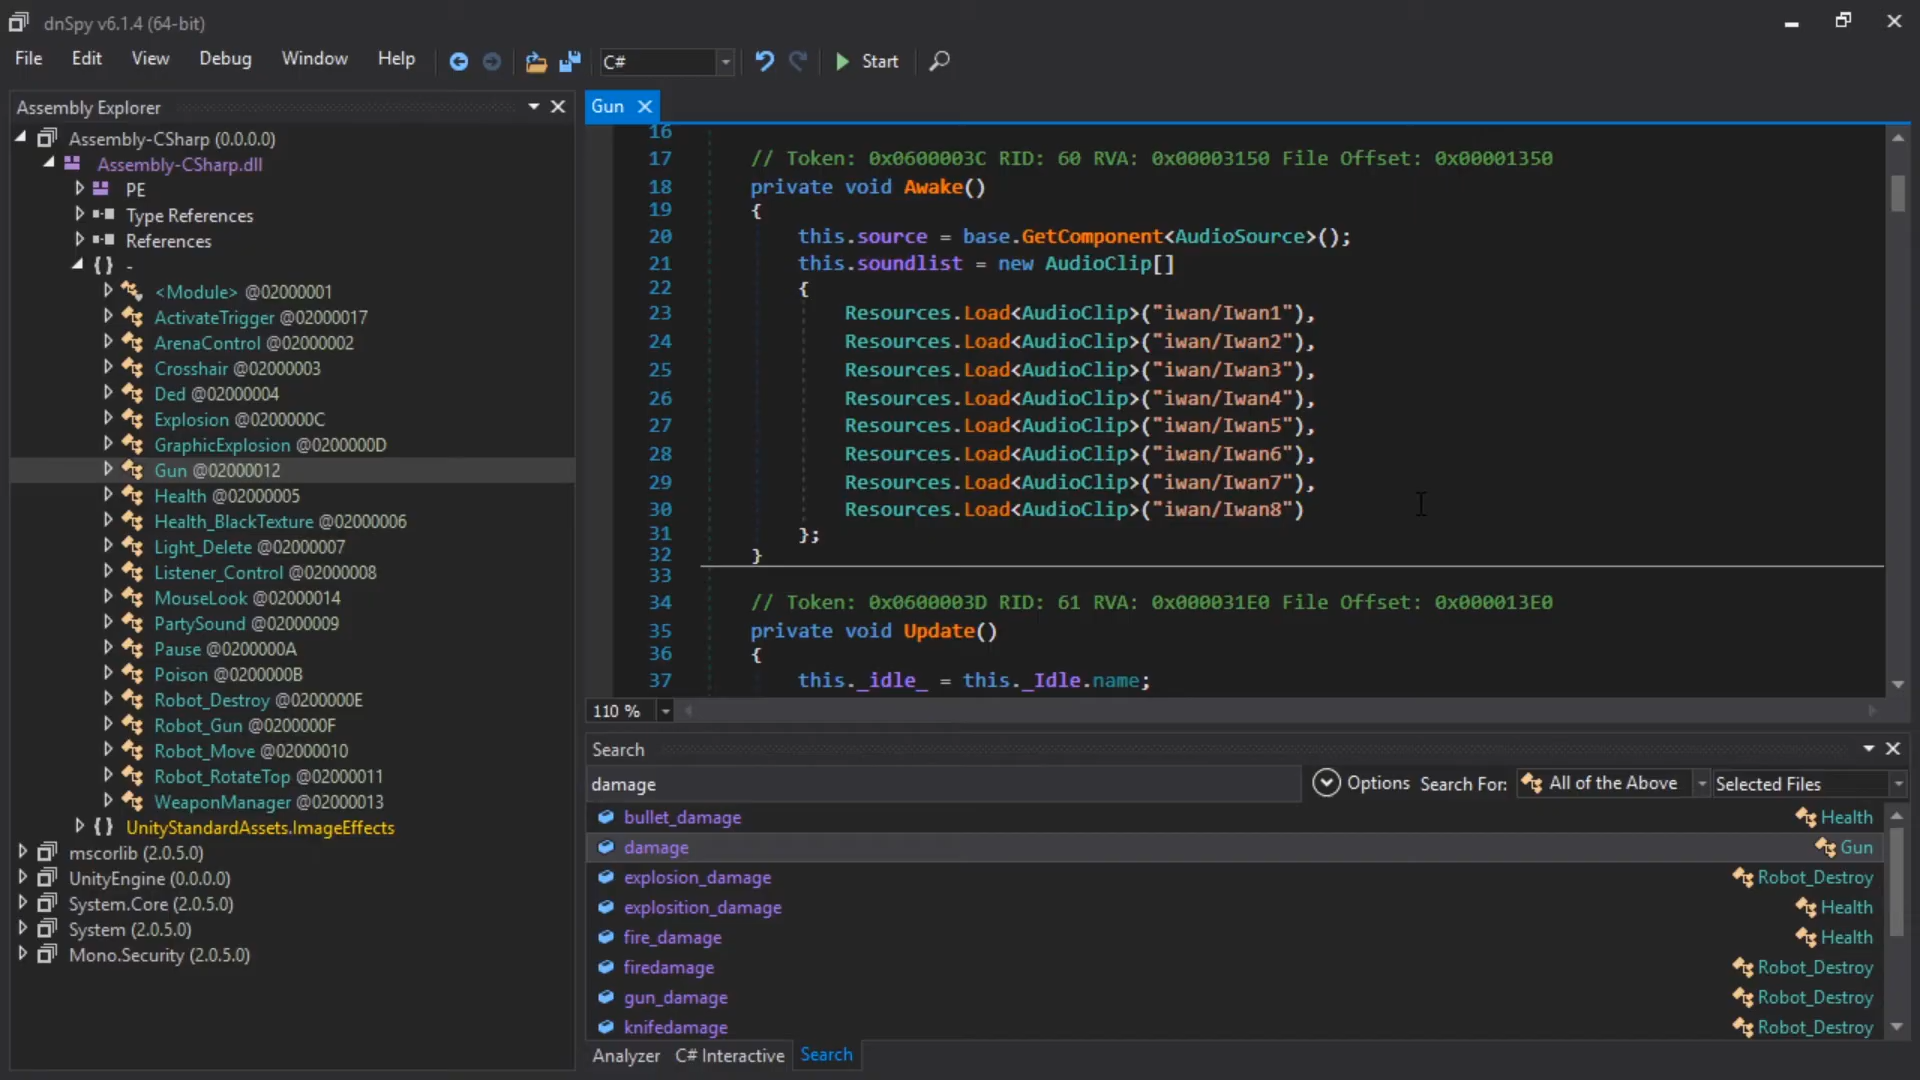 dnSpy v6.1.4 (64-bit)
File Edit View Debug Window Help C# Start
Assembly Explorer
Assembly-CSharp (0.0.0.0)
Assembly-CSharp.dll
PE
Type References
References
{} -
<Module> @02000001
ActivateTrigger @02000017
ArenaControl @02000002
Crosshair @02000003
Ded @02000004
Explosion @0200000C
GraphicExplosion @0200000D
Gun @02000012
Health @02000005
Health_BlackTexture @02000006
Light_Delete @02000007
Listener_Control @02000008
MouseLook @02000014
PartySound @02000009
Pause @0200000A
Poison @0200000B
Robot_Destroy @0200000E
Robot_Gun @0200000F
Robot_Move @02000010
Robot_RotateTop @02000011
WeaponManager @02000013
{} UnityStandardAssets.ImageEffects
mscorlib (2.0.5.0)
UnityEngine (0.0.0.0)
System.Core (2.0.5.0)
System (2.0.5.0)
Mono.Security (2.0.5.0)
Gun
16
17 // Token: 0x0600003C RID: 60 RVA: 0x00003150 File Offset: 0x00001350
18 private void Awake()
19 {
20 this.source = base.GetComponent<AudioSource>();
21 this.soundlist = new AudioClip[]
22 {
23 Resources.Load<AudioClip>("iwan/Iwan1"),
24 Resources.Load<AudioClip>("iwan/Iwan2"),
25 Resources.Load<AudioClip>("iwan/Iwan3"),
26 Resources.Load<AudioClip>("iwan/Iwan4"),
27 Resources.Load<AudioClip>("iwan/Iwan5"),
28 Resources.Load<AudioClip>("iwan/Iwan6"),
29 Resources.Load<AudioClip>("iwan/Iwan7"),
30 Resources.Load<AudioClip>("iwan/Iwan8")
31 };
32 }
33
34 // Token: 0x0600003D RID: 61 RVA: 0x000031E0 File Offset: 0x000013E0
35 private void Update()
36 {
37 this._idle_ = this._Idle.name;
110 %
Search
damage Options Search For: All of the Above Selected Files
bullet_damage Health
damage Gun
explosion_damage Robot_Destroy
explosition_damage Health
fire_damage Health
firedamage Robot_Destroy
gun_damage Robot_Destroy
knifedamage Robot_Destroy
Analyzer C# Interactive Search